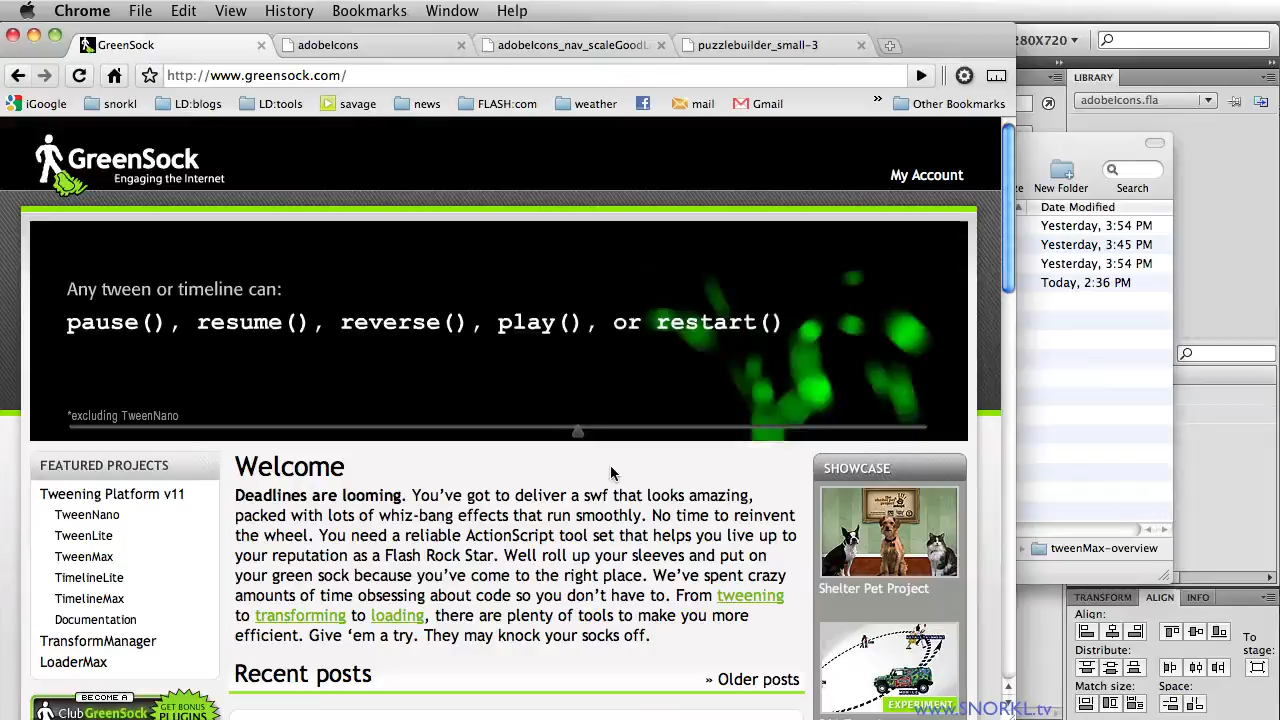 Chrome File Edit View History Bookmarks Window Help
GreenSock adobeIcons adobeIcons_nav_scaleGoodL puzzlebuilder_small-3
280X720
LIBRARY
http://www.greensock.com/
adobeIcons.fla
iGoogle snorkl LD:blogs LD:tools savage news FLASH:com weather mail Gmail » Other Bookmarks
GreenSock
Engaging the Internet
My Account
New Folder Search
Date Modified
Yesterday, 3:54 PM
Yesterday, 3:45 PM
Yesterday, 3:54 PM
Today, 2:36 PM
Any tween or timeline can:
pause(), resume(), reverse(), play(), or restart()
*excluding TweenNano
FEATURED PROJECTS
Tweening Platform v11
TweenNano
TweenLite
TweenMax
TimelineLite
TimelineMax
Documentation
TransformManager
LoaderMax
BECOME A
Club GreenSock
GET BONUS
PLUGINS
Welcome
Deadlines are looming. You've got to deliver a swf that looks amazing,
packed with lots of whiz-bang effects that run smoothly. No time to reinvent
the wheel. You need a reliable ActionScript tool set that helps you live up to
your reputation as a Flash Rock Star. Well roll up your sleeves and put on
your green sock because you've come to the right place. We've spent crazy
amounts of time obsessing about code so you don't have to. From tweening
to transforming to loading, there are plenty of tools to make you more
efficient. Give 'em a try. They may knock your socks off.
Recent posts
» Older posts
SHOWCASE
Shelter Pet Project
EXPERIMENT
tweenMax-overview
TRANSFORM ALIGN INFO
Align:
Distribute:
To
stage:
Match size: Space:
www.SNORKL.tv